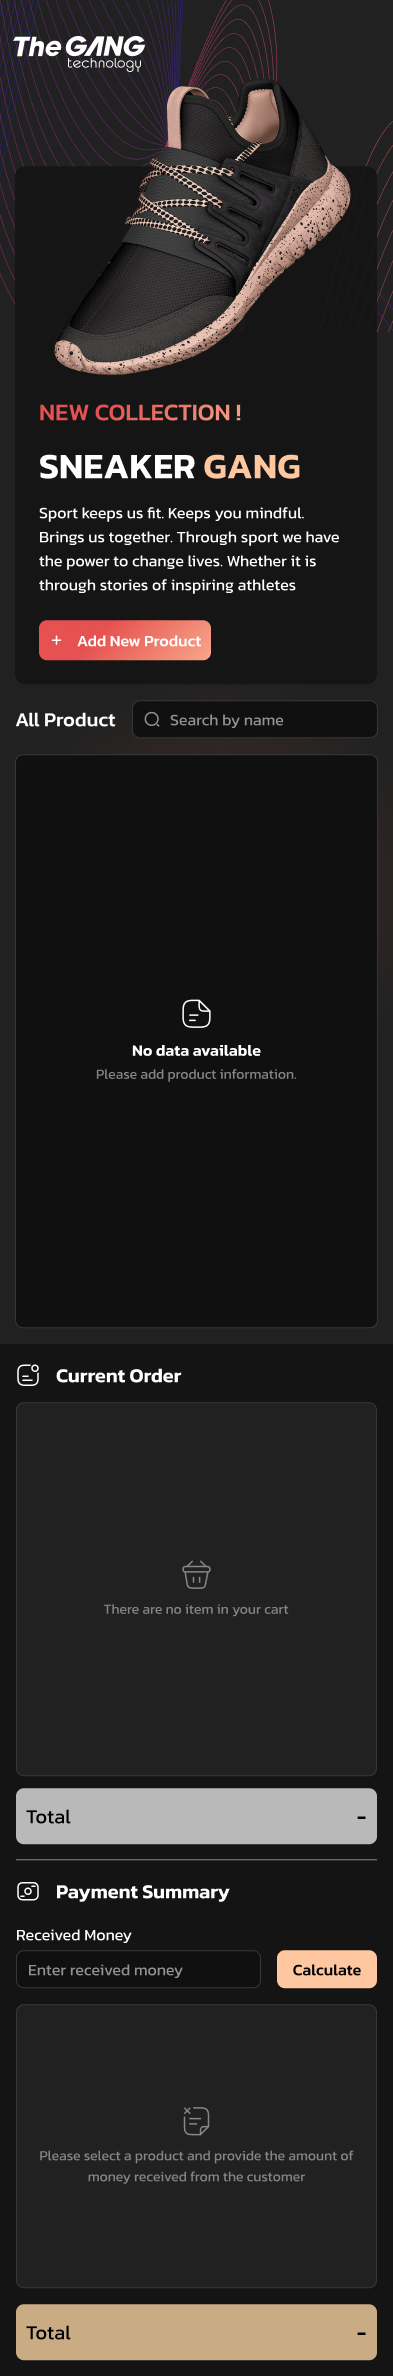 The GANG
technology
NEW COLLECTION !
SNEAKER GANG
Sport keeps us fit. Keeps you mindful.
Brings us together. Through sport we have
the power to change lives. Whether it is
through stories of inspiring athletes
+ Add New Product
All Product
Search by name
No data available
Please add product information.
Current Order
There are no item in your cart
Total -
Payment Summary
Received Money
Enter received money
Calculate
Please select a product and provide the amount of
money received from the customer
Total -